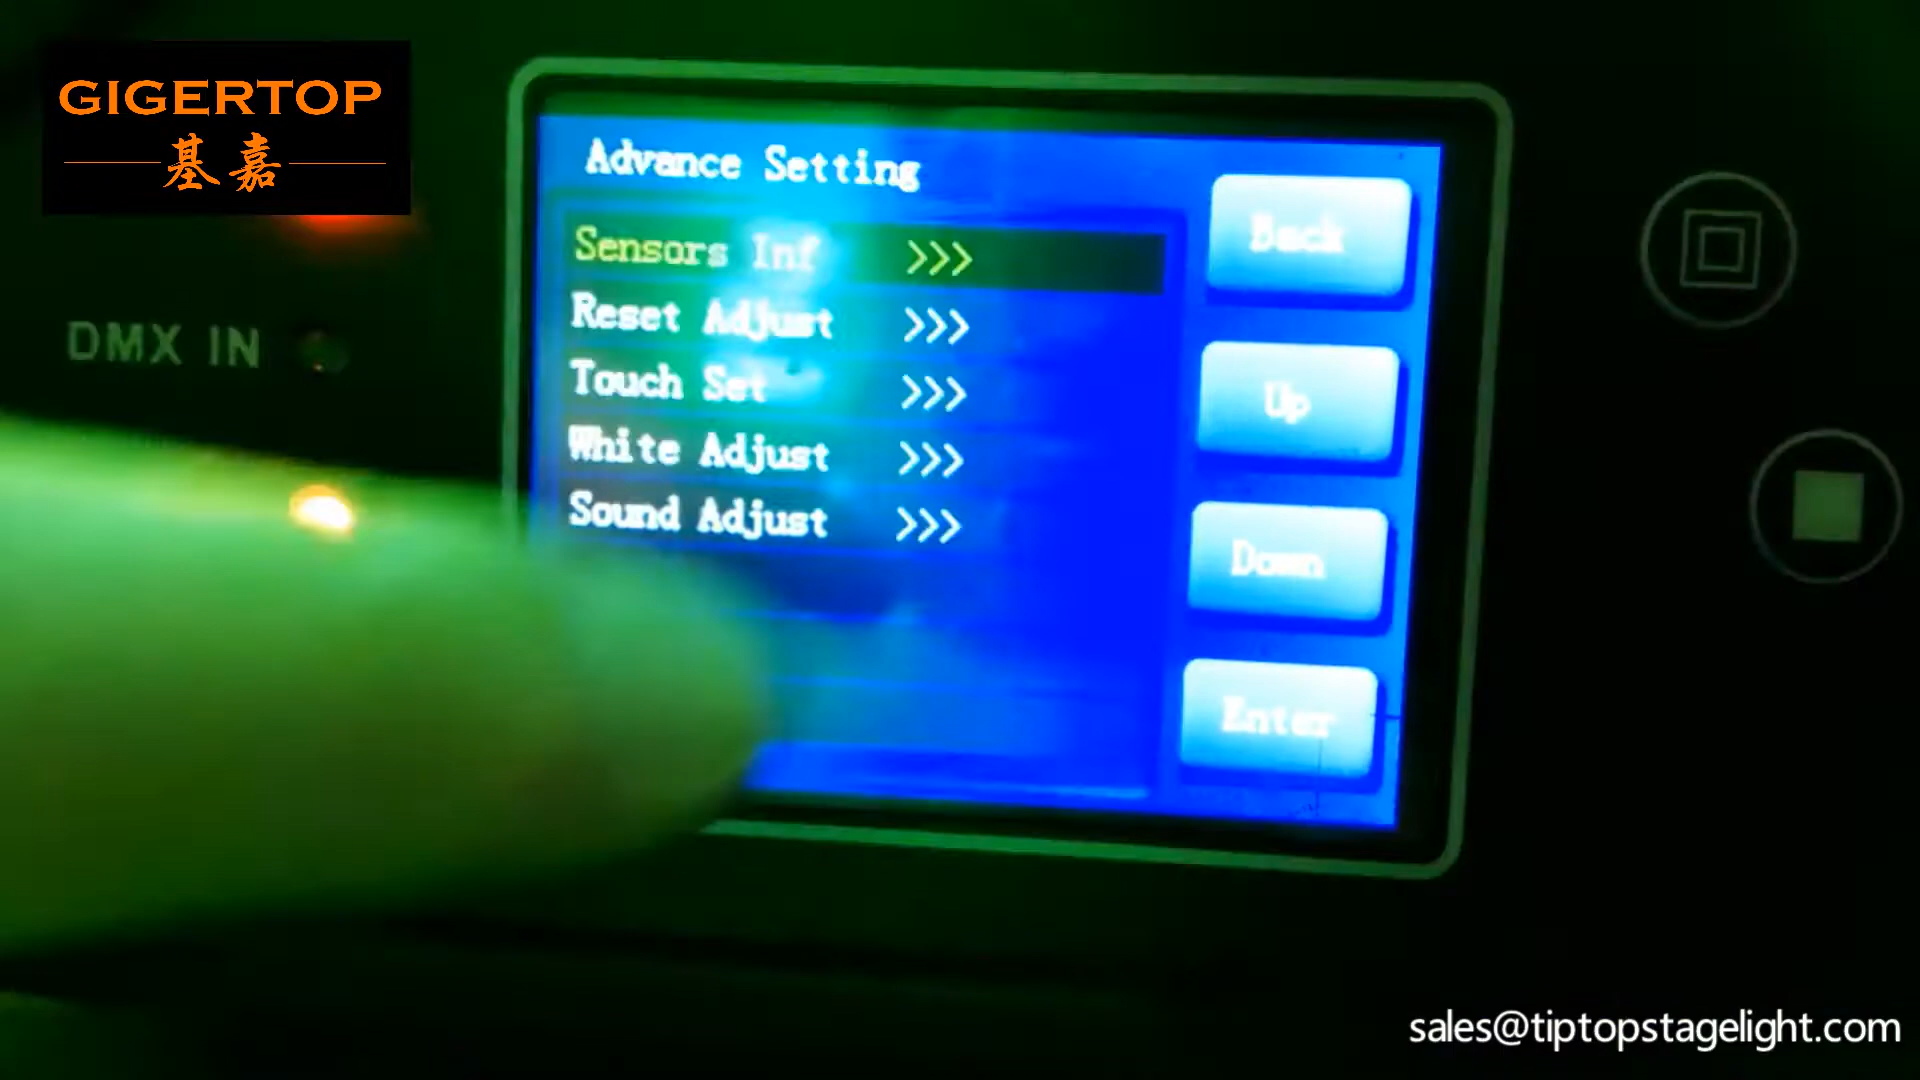 GIGERTOP
基嘉
DMX IN
Advance Setting
Sensors Inf >>>
Reset Adjust >>>
Touch Set >>>
White Adjust >>>
Sound Adjust >>>
Back
Up
Down
Enter
sales@tiptopstagelight.com